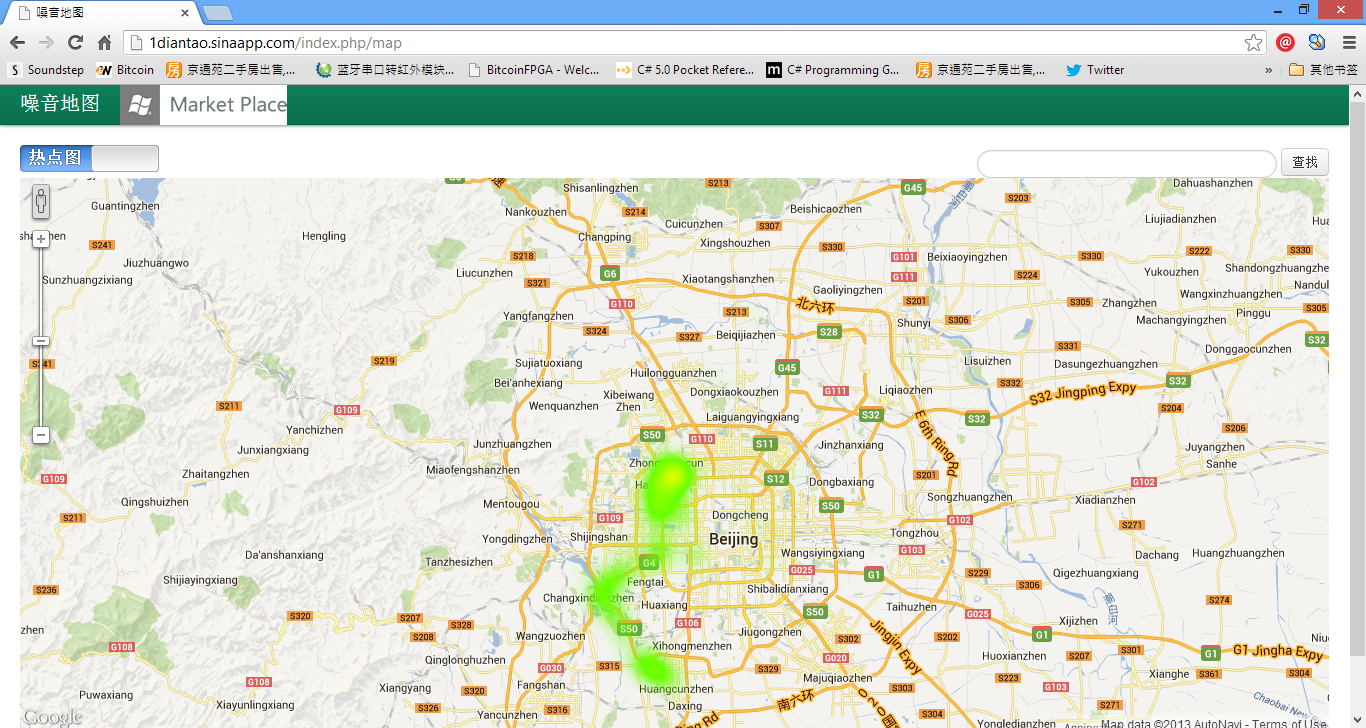 噪音地图
1diantao.sinaapp.com/index.php/map
Soundstep Bitcoin 京通苑二手房出售,... 蓝牙串口转红外模块... BitcoinFPGA - Welc... C# 5.0 Pocket Refere... C# Programming G... 京通苑二手房出售,... Twitter » 其他书签
噪音地图 Market Place
热点图 查找
Shisanlingzhen S213 G45 Dahuashanzhen
Guantingzhen Nankouzhen S214 Cuicunzhen S307 Beishicaozhen S203 Liujiadianzhen
S241 Hengling Changping Xingshouzhen S330 S222 S330
Jiuzhuangwo S218 G101 Beixiaoyingzhen S330 Shandongzhuangzhe
Sunzhuangzixiang Liucunzhen S321 G6 Xiaotangshanzhen G111 S224 Yukouzhen
Gaoliyingzhen Wangxinzhuangzhen
G110 北六环 S201 S305 Zhangzhen S305
Yangfangzhen S213 Shunyi S306 Machangyingzhen Pinggu
S324 S327 Beiqijiazhen S28 S331 Donggaocunzhen S32
S241 S219 Sujiatuoxiang Huilongguanzhen G45 Lisuizhen Dasungezhuangzhen
Bei'anhexiang Dongxiaokouzhen G111 Liqiaozhen S332 S32 Jingping Expy S32
S211 G109 Wenquanzhen Xibeiwang Zhen Laiguangyingxiang S32 S32 S204
Yanchizhen S50 G110 S11 E 6th Ring Rd S206
Junxiangxiang Junzhuangzhen Jinzhanxiang Juyangzhen
G109 Zhaitangzhen Miaofengshanzhen S12 Dongbaxiang S201 G102 Sanhe
Qingshuizhen Mentougou S50 Songzhuangzhen Xiadianzhen
S211 G109 Dongcheng G102 S271
Yongdingzhen Shijingshan Beijing Tongzhou
Da'anshanxiang Tanzhesizhen G4 Wangsiyingxiang G103 Dachang Huangzhuangzhen
Shijiayingxiang Fengtai G025 G1 S229 Qigezhuangxiang
S236 Changxindianzhen Huaxiang Shibalidianxiang S306
S320 S207 S328 S50 G106 S50 Taihuzhen G025 潮白河 S274
G108 S208 Wangzuozhen Jiugongzhen S302 Jingjin Expy S202 G1 Xijizhen
Qinglonghuzhen G030 S315 Xihongmenzhen G020 Huoxianzhen S207 S301 G1 G1 Jingha Expy
G108 Xiangyang S320 Fangshan S329 Majuqiaozhen S223 Xianghe S361 S304
Puwaxiang Huangcunzhen 南六环 S303 G103
Xiayunlingxiang S326 Yancunzhen S316 Daxing S304 Yongledianzhen S271
Google Map data ©2013 AutoNavi - Terms of Use